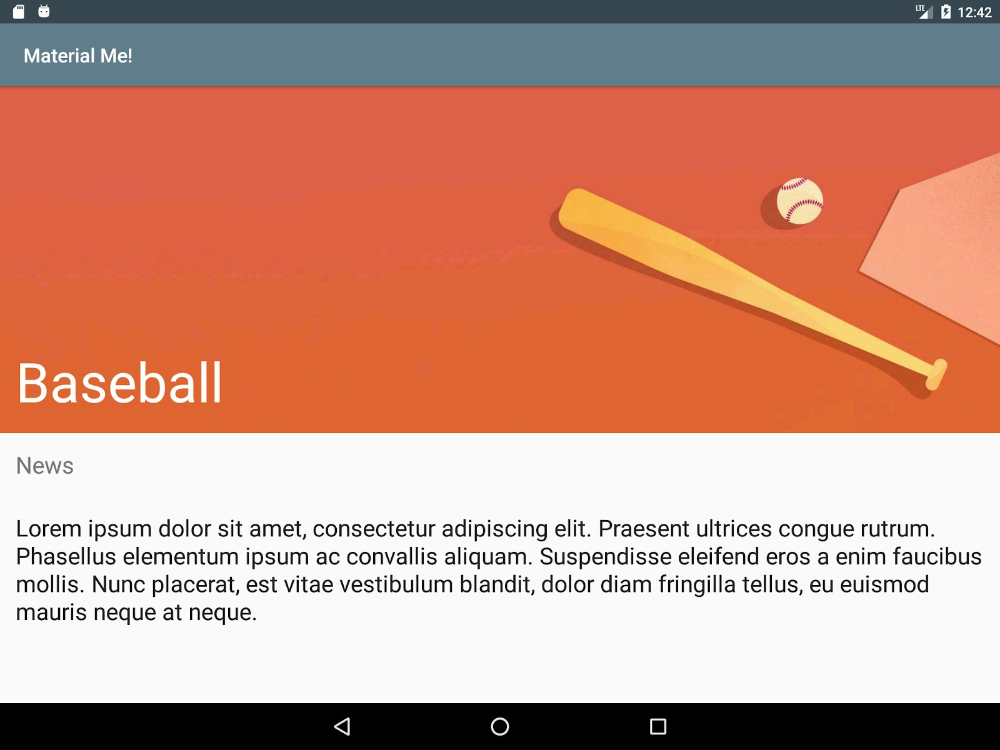 LTE 12:42
Material Me!
Baseball
News
Lorem ipsum dolor sit amet, consectetur adipiscing elit. Praesent ultrices congue rutrum.
Phasellus elementum ipsum ac convallis aliquam. Suspendisse eleifend eros a enim faucibus
mollis. Nunc placerat, est vitae vestibulum blandit, dolor diam fringilla tellus, eu euismod
mauris neque at neque.